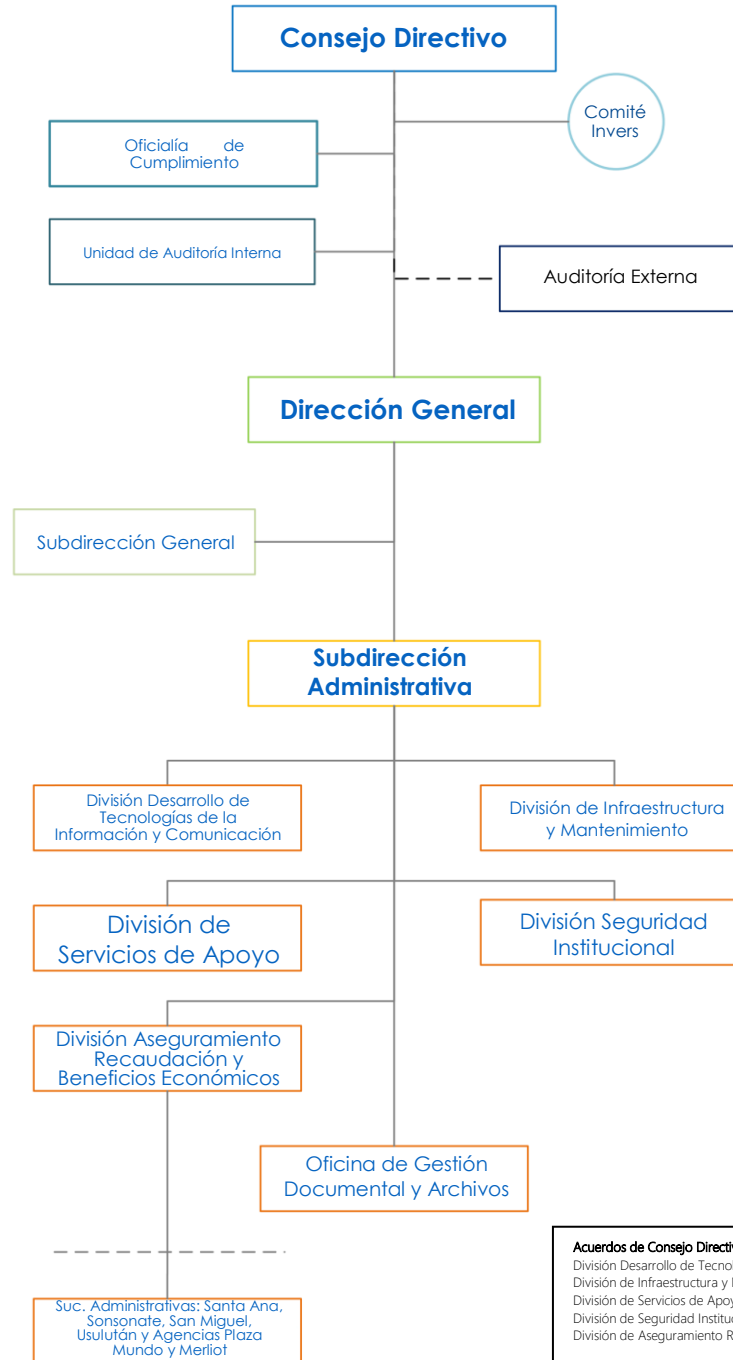 Consejo Directivo
Comité
Invers
Oficialía de
Cumplimiento
Unidad de Auditoría Interna
Auditoría Externa
Dirección General
Subdirección General
Subdirección
Administrativa
División Desarrollo de
Tecnologías de la
Información y Comunicación
División de Infraestructura
y Mantenimiento
División de
Servicios de Apoyo
División Seguridad
Institucional
División Aseguramiento
Recaudación y
Beneficios Económicos
Oficina de Gestión
Documental y Archivos
Suc. Administrativas: Santa Ana,
Sonsonate, San Miguel,
Usulután y Agencias Plaza
Mundo y Merliot
Acuerdos de Consejo
División Desarrollo de
División de Infraestructura y
División de Servicios de
División de Seguridad
División de Aseguramiento